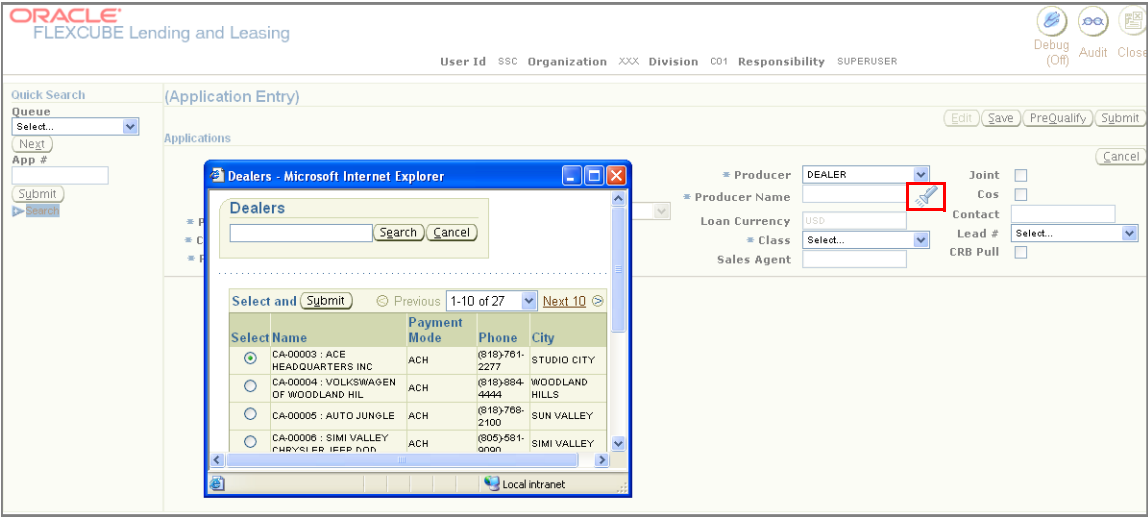 ORACLE
FLEXCUBE Lending and Leasing
Debug
(Off)
Audit
Close
User Id SSC Organization XXX Division C01 Responsibility SUPERUSER
Quick Search
Queue
Select...
Next
App #
Submit
Search
(Application Entry)
Edit Save PreQualify Submit
Applications
Cancel
* Producer DEALER
* Producer Name
Loan Currency USD
* Class Select...
Sales Agent
Joint
Cos
Contact
Lead # Select...
CRB Pull
* P
* C
Dealers - Microsoft Internet Explorer
Dealers
Search Cancel
Select and Submit Previous 1-10 of 27 Next 10
Select Name Payment Mode Phone City
CA-00003 : ACE HEADQUARTERS INC ACH (818)-761-2277 STUDIO CITY
CA-00004 : VOLKSWAGEN OF WOODLAND HIL ACH (818)-884-4444 WOODLAND HILLS
CA-00005 : AUTO JUNGLE ACH (818)-768-2100 SUN VALLEY
CA-00006 : SIMI VALLEY CHRYSLER JEEP DOD ACH (805)-581-9090 SIMI VALLEY
Local intranet